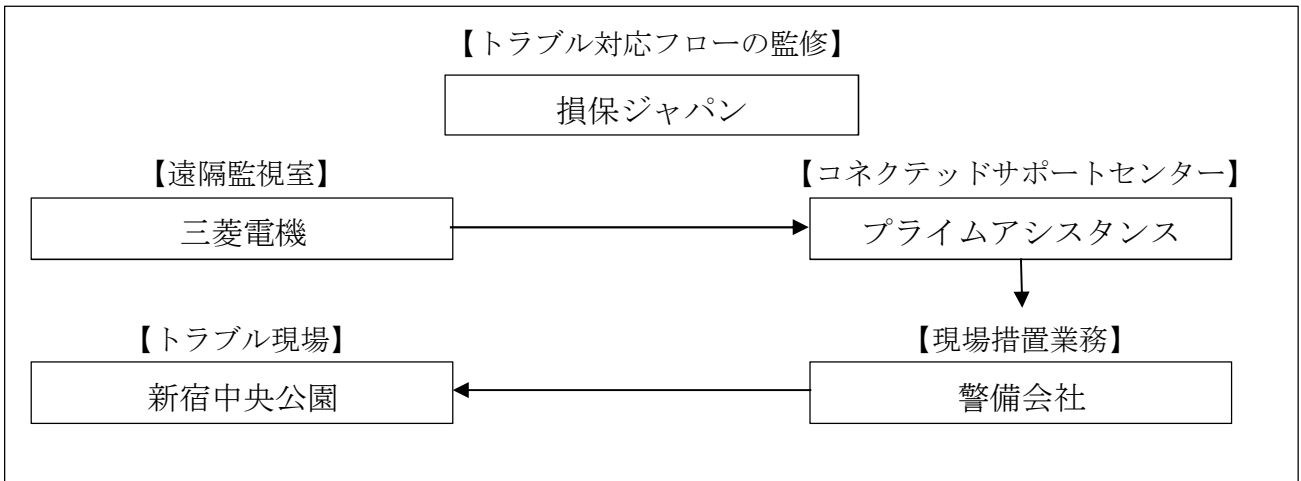 【トラブル対応フローの監修】
損保ジャパン
【遠隔監視室】
三菱電機
【コネクテッドサポートセンター】
プライムアシスタンス
【トラブル現場】
新宿中央公園
【現場措置業務】
警備会社